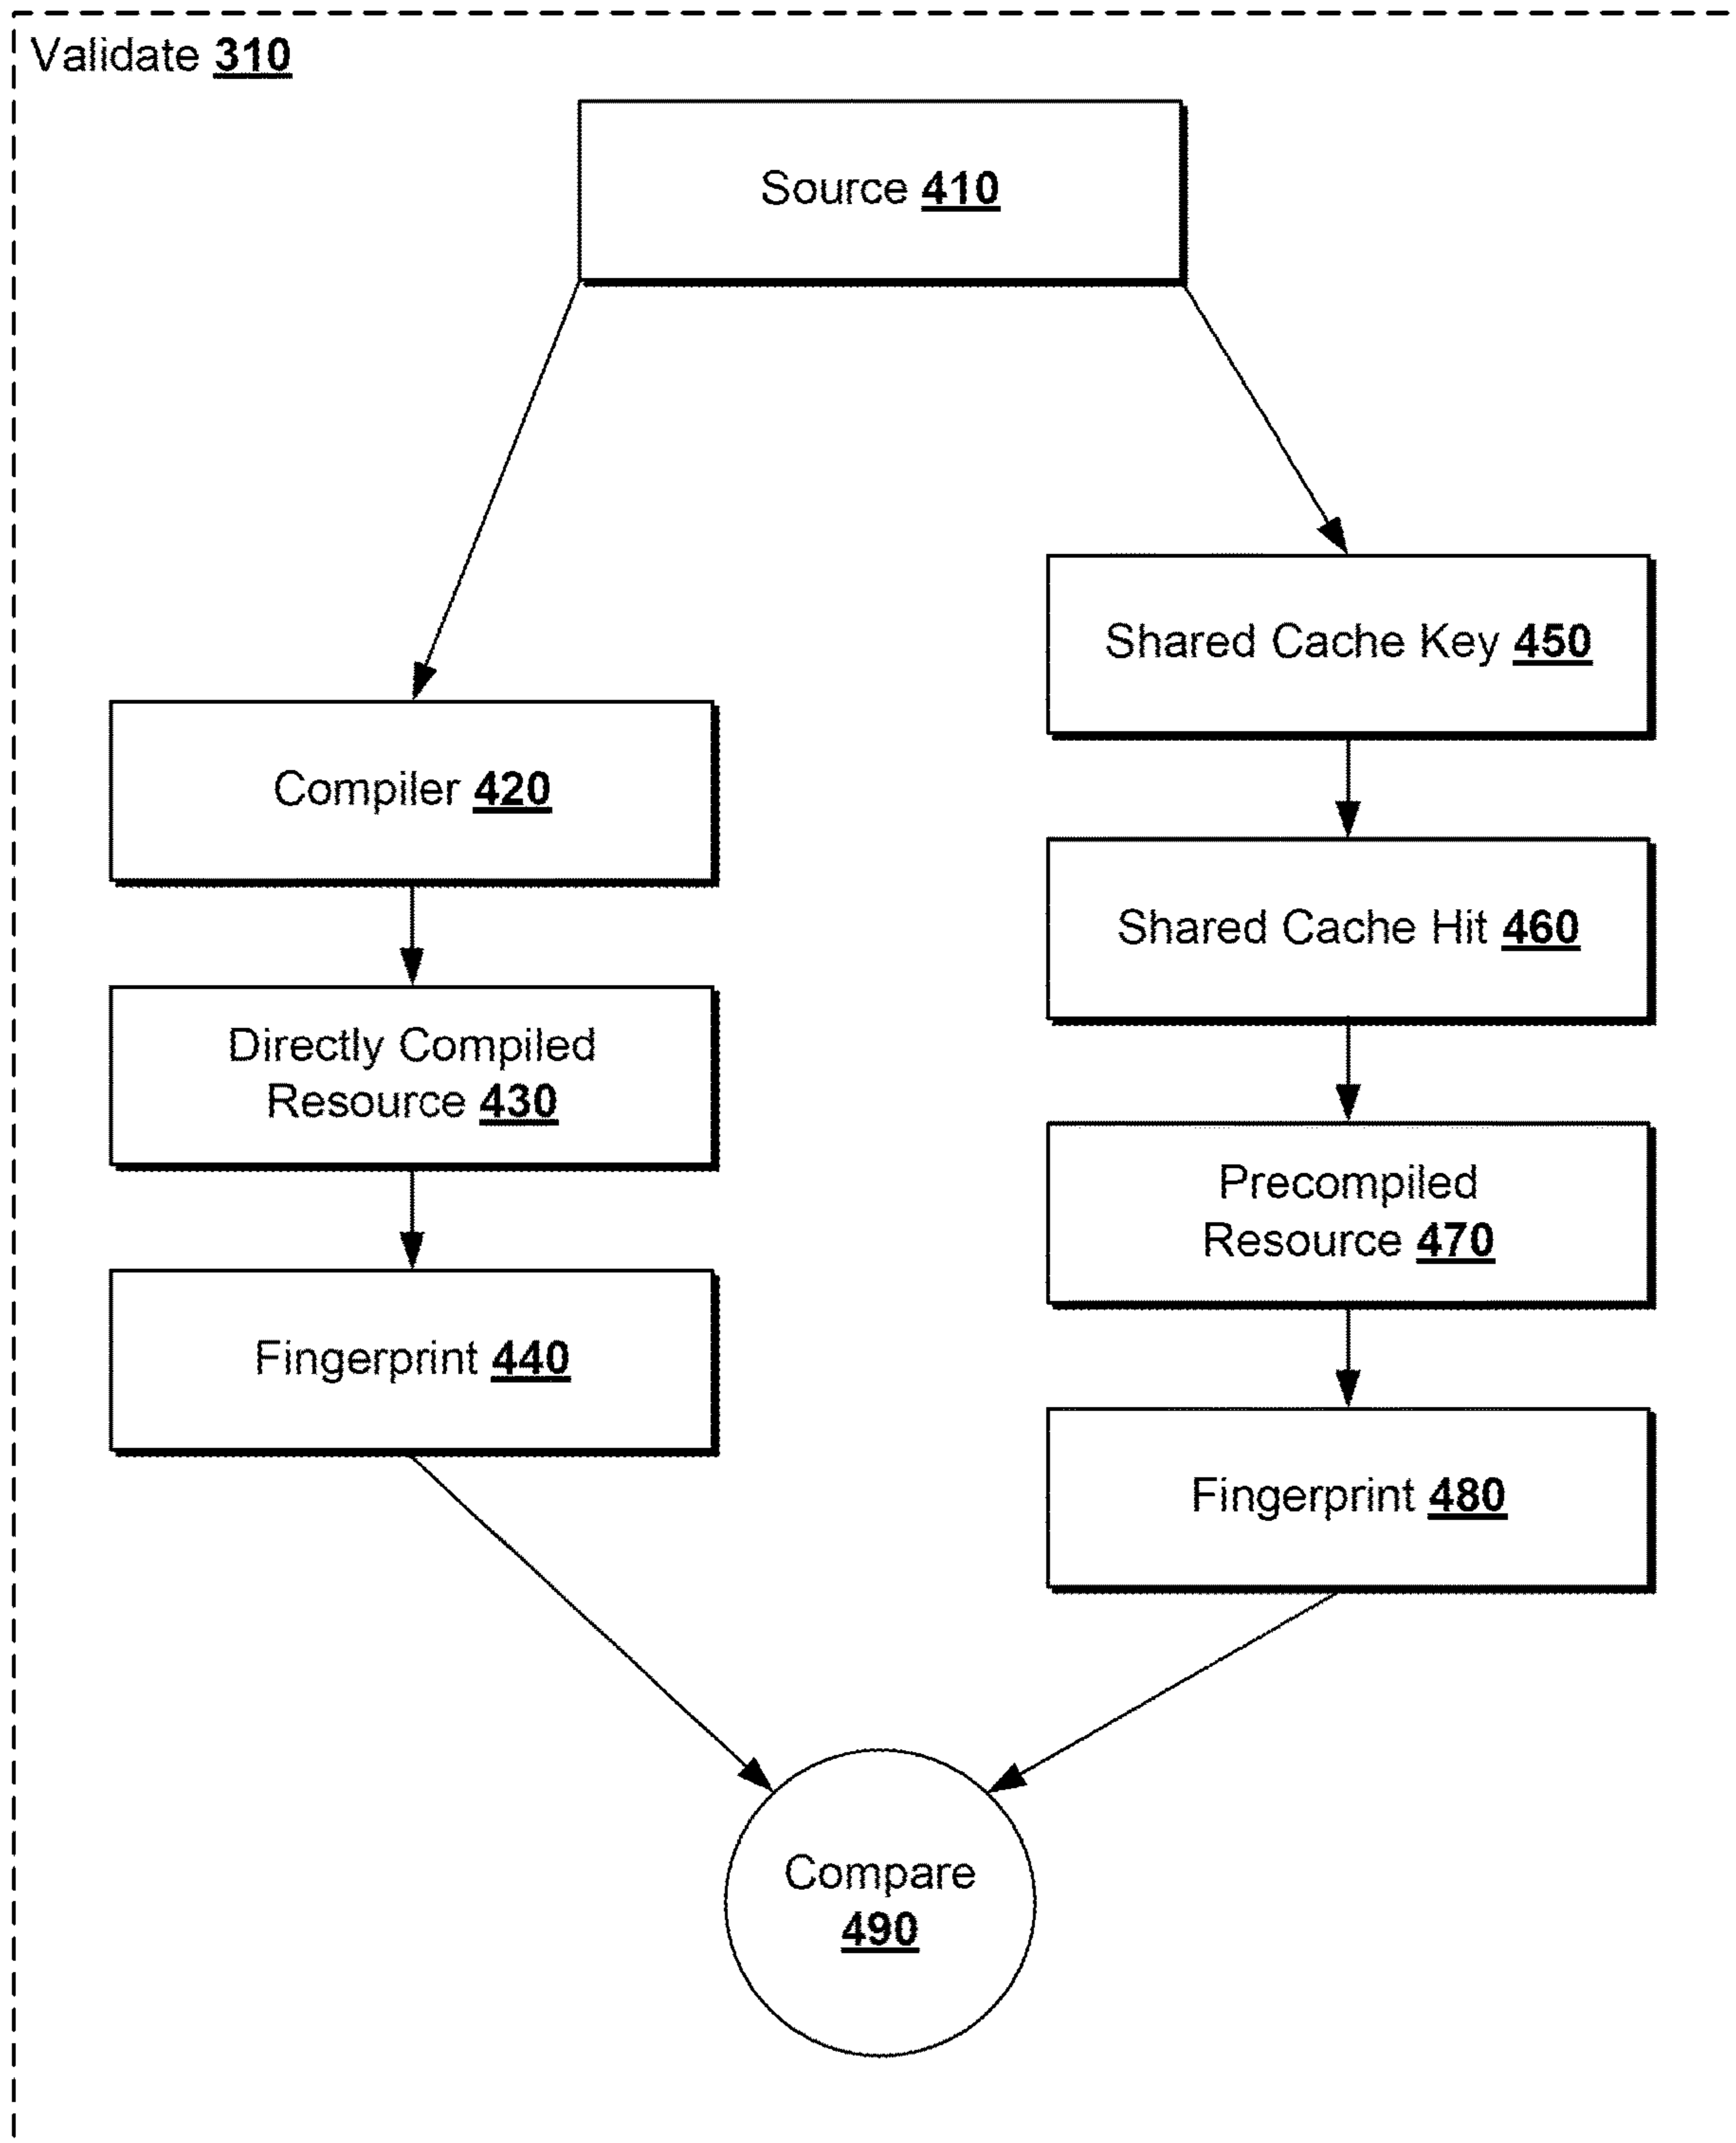 Validate 310
Source 410
Compiler 420
Directly Compiled
Resource 430
Fingerprint 440
Shared Cache Key 450
Shared Cache Hit 460
Precompiled
Resource 470
Fingerprint 480
Compare
490